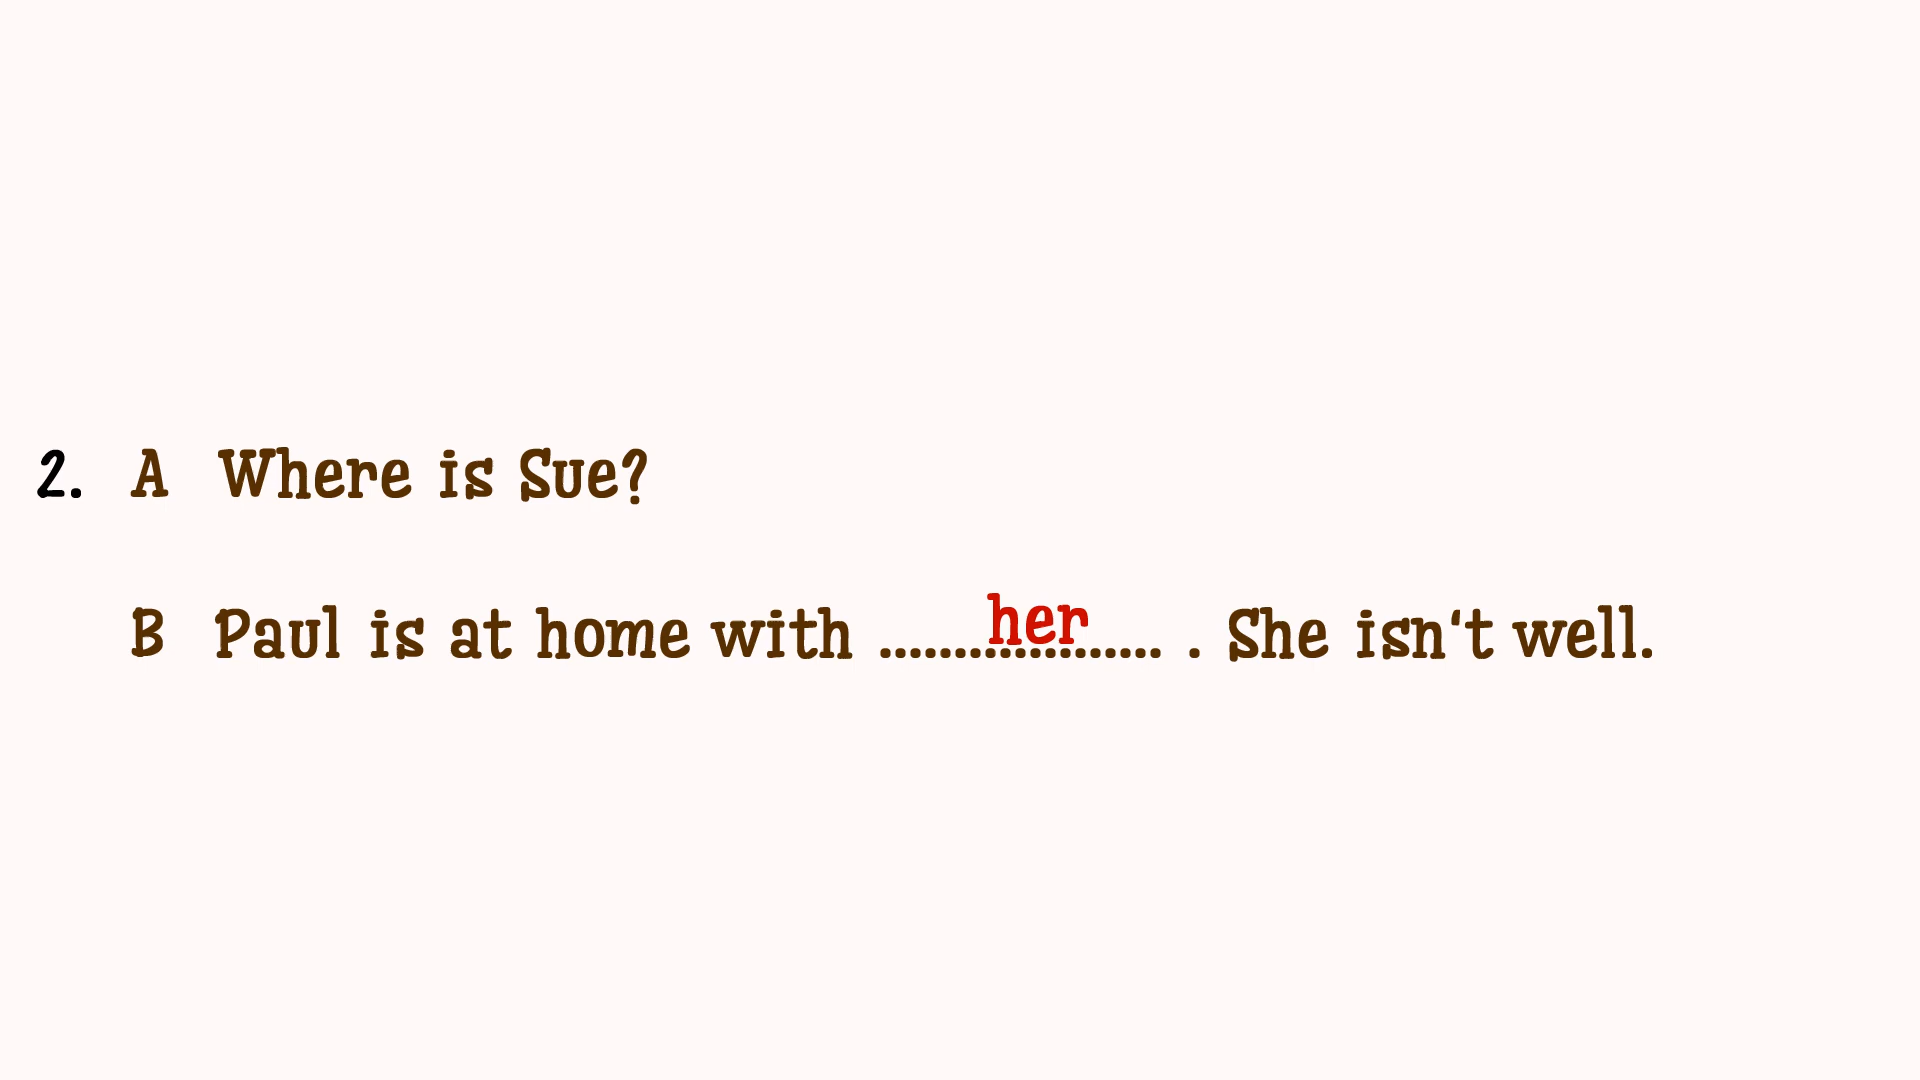 2. A Where is Sue?
B Paul is at home with ........her........... . She isn‘t well.